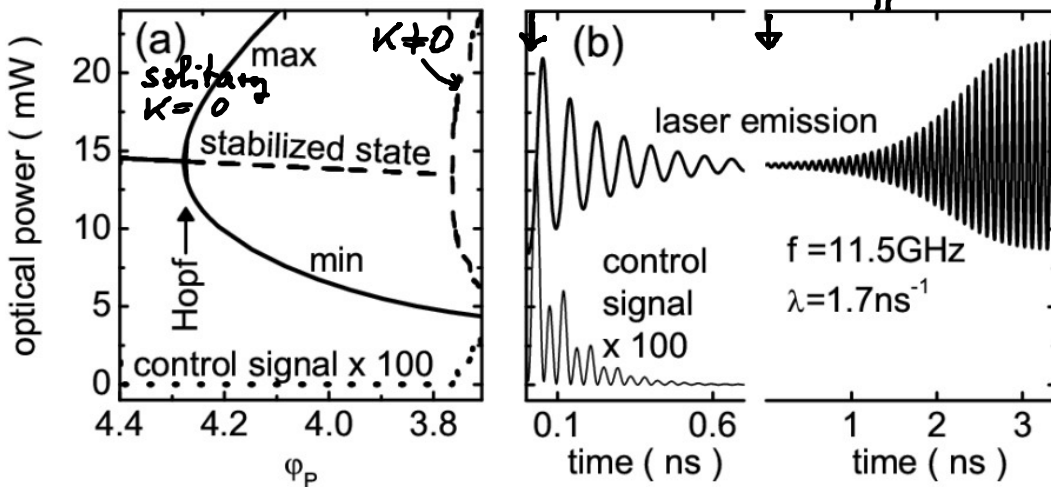 (a)
max
K≠0
solitary
K=0
stabilized state
Hopf
min
control signal x 100
optical power ( mW )
20
15
10
5
0
4.4
4.2
4.0
3.8
φP
(b)
laser emission
control
signal
x 100
f =11.5GHz
λ=1.7ns-1
0.1
0.6
time ( ns )
1
2
3
time ( ns )